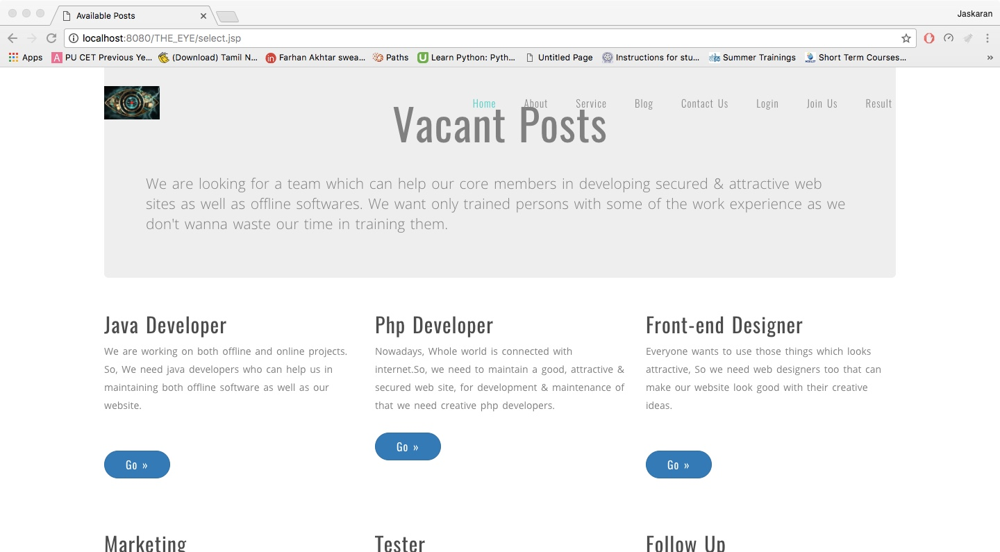 Available Posts
Jaskaran
localhost:8080/THE_EYE/select.jsp
Apps PU CET Previous Ye... (Download) Tamil N... Farhan Akhtar swea... Paths Learn Python: Pyth... Untitled Page Instructions for stu... Summer Trainings Short Term Courses... »
Home About Service Blog Contact Us Login Join Us Result
Vacant Posts
We are looking for a team which can help our core members in developing secured & attractive web
sites as well as offline softwares. We want only trained persons with some of the work experience as we
don't wanna waste our time in training them.
Java Developer
We are working on both offline and online projects.
So, We need java developers who can help us in
maintaining both offline software as well as our
website.
Go »
Php Developer
Nowadays, Whole world is connected with
internet.So, we need to maintain a good, attractive &
secured web site, for development & maintenance of
that we need creative php developers.
Go »
Front-end Designer
Everyone wants to use those things which looks
attractive, So we need web designers too that can
make our website look good with their creative
ideas.
Go »
Marketing
Tester
Follow Up